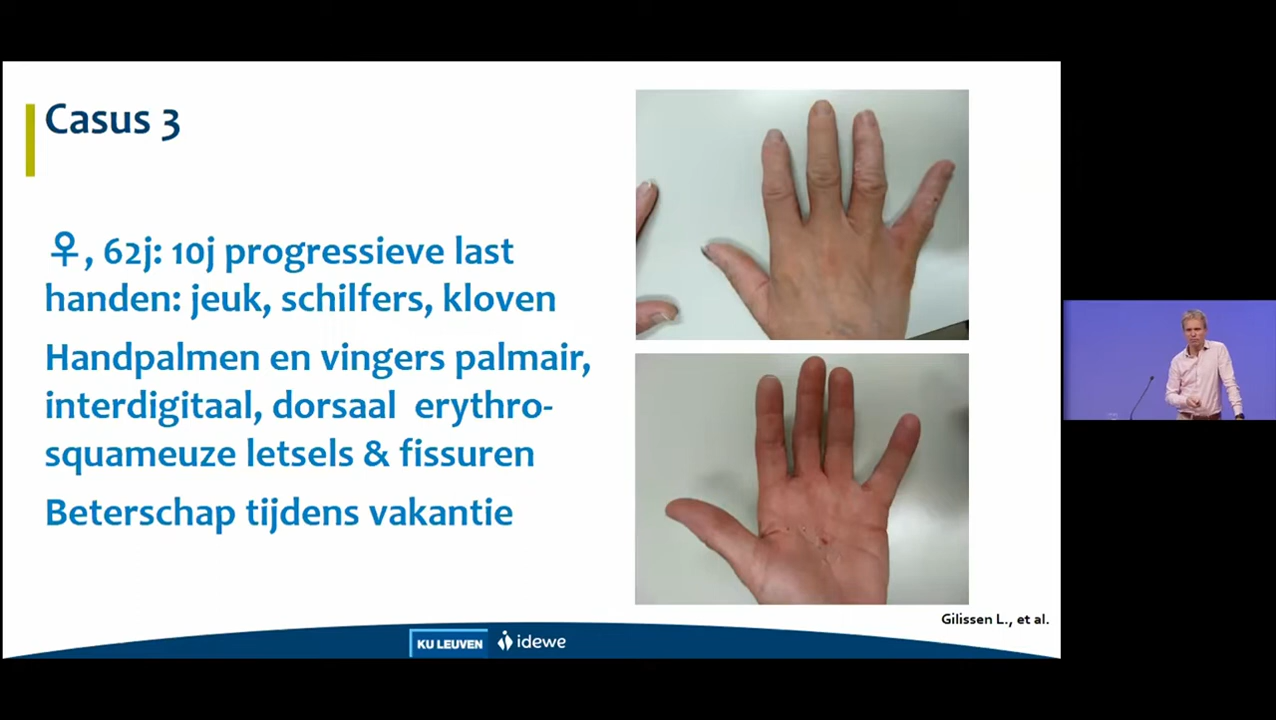 Casus 3
♀, 62j: 10j progressieve last
handen: jeuk, schilfers, kloven
Handpalmen en vingers palmair,
interdigitaal, dorsaal erythro-
squameuze letsels & fissuren
Beterschap tijdens vakantie
Gilissen L., et al.
KU LEUVEN
idewe